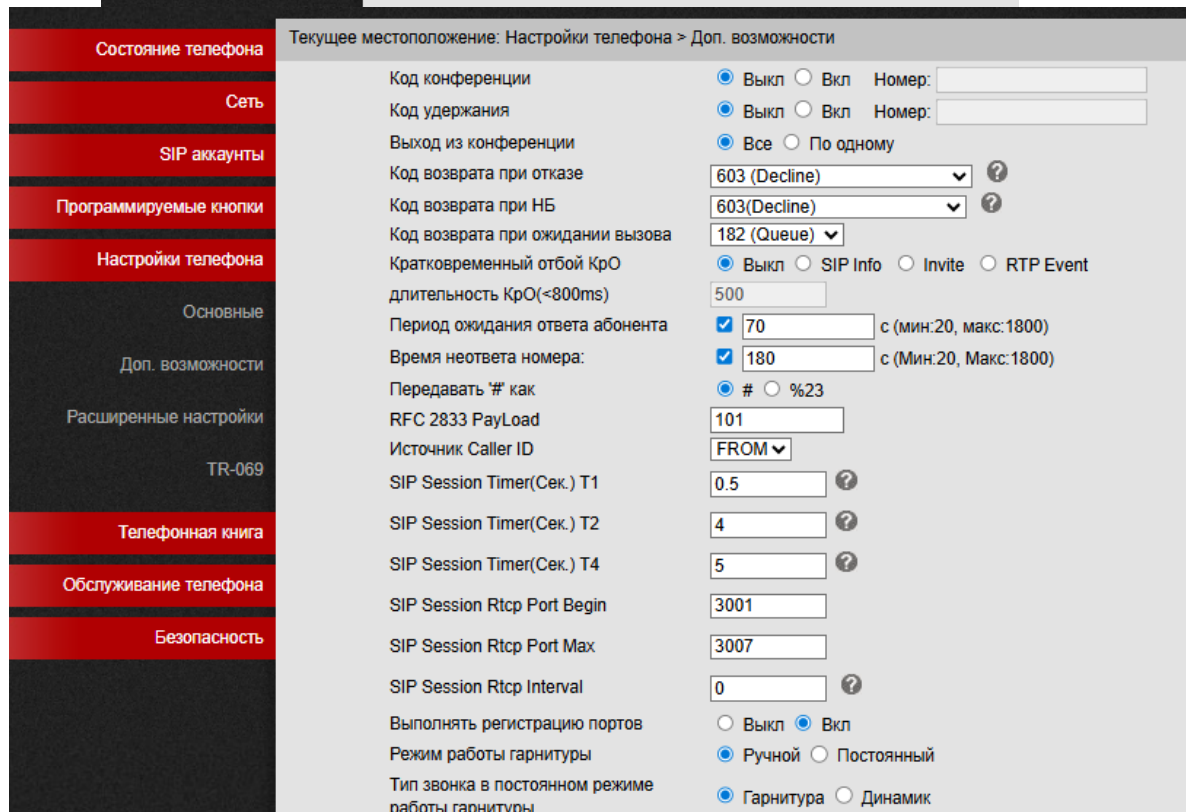 Состояние телефона
Сеть
SIP аккаунты
Программируемые кнопки
Настройки телефона
Основные
Доп. возможности
Расширенные настройки
TR-069
Телефонная книга
Обслуживание телефона
Безопасность
Текущее местоположение: Настройки телефона > Доп. возможности
Код конференции Выкл Вкл Номер:
Код удержания Выкл Вкл Номер:
Выход из конференции Все По одному
Код возврата при отказе 603 (Decline) ?
Код возврата при НБ 603(Decline) ?
Код возврата при ожидании вызова 182 (Queue)
Кратковременный отбой КрО Выкл SIP Info Invite RTP Event
длительность КрО(<800ms) 500
Период ожидания ответа абонента 70 с (мин:20, макс:1800)
Время неответа номера: 180 с (Мин:20, Макс:1800)
Передавать '#' как # %23
RFC 2833 PayLoad 101
Источник Caller ID FROM
SIP Session Timer(Сек.) T1 0.5 ?
SIP Session Timer(Сек.) T2 4 ?
SIP Session Timer(Сек.) T4 5 ?
SIP Session Rtcp Port Begin 3001
SIP Session Rtcp Port Max 3007
SIP Session Rtcp Interval 0 ?
Выполнять регистрацию портов Выкл Вкл
Режим работы гарнитуры Ручной Постоянный
Тип звонка в постоянном режиме
работы гарнитуры Гарнитура Динамик